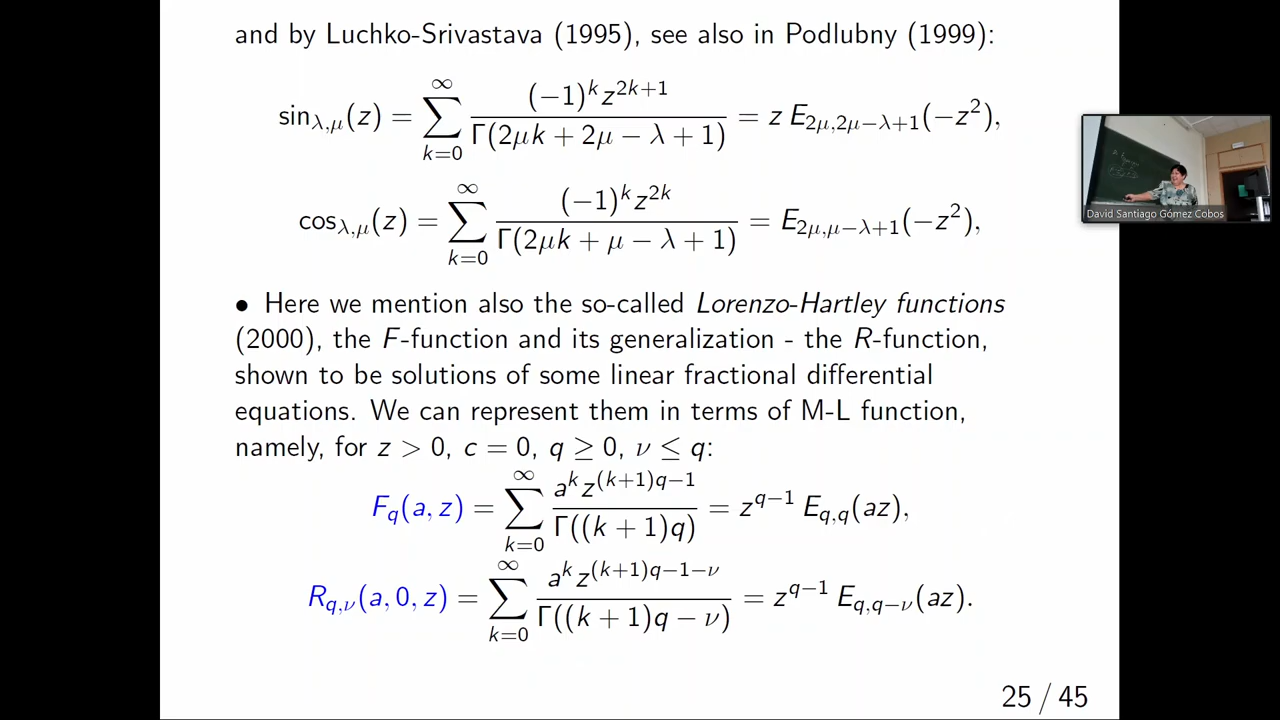 and by Luchko-Srivastava (1995), see also in Podlubny (1999):
sin_{λ,μ}(z) = ∑_{k=0}^{∞} (−1)^k z^{2k+1} / Γ(2μk + 2μ − λ + 1) = z E_{2μ,2μ−λ+1}(−z^2),
cos_{λ,μ}(z) = ∑_{k=0}^{∞} (−1)^k z^{2k} / Γ(2μk + μ − λ + 1) = E_{2μ,μ−λ+1}(−z^2),
• Here we mention also the so-called Lorenzo-Hartley functions
(2000), the F-function and its generalization - the R-function,
shown to be solutions of some linear fractional differential
equations. We can represent them in terms of M-L function,
namely, for z > 0, c = 0, q ≥ 0, ν ≤ q:
F_q(a, z) = ∑_{k=0}^{∞} a^k z^{(k+1)q−1} / Γ((k + 1)q) = z^{q−1} E_{q,q}(az),
R_{q,ν}(a, 0, z) = ∑_{k=0}^{∞} a^k z^{(k+1)q−1−ν} / Γ((k + 1)q − ν) = z^{q−1} E_{q,q−ν}(az).
25 / 45
David Santiago Gómez Cobos